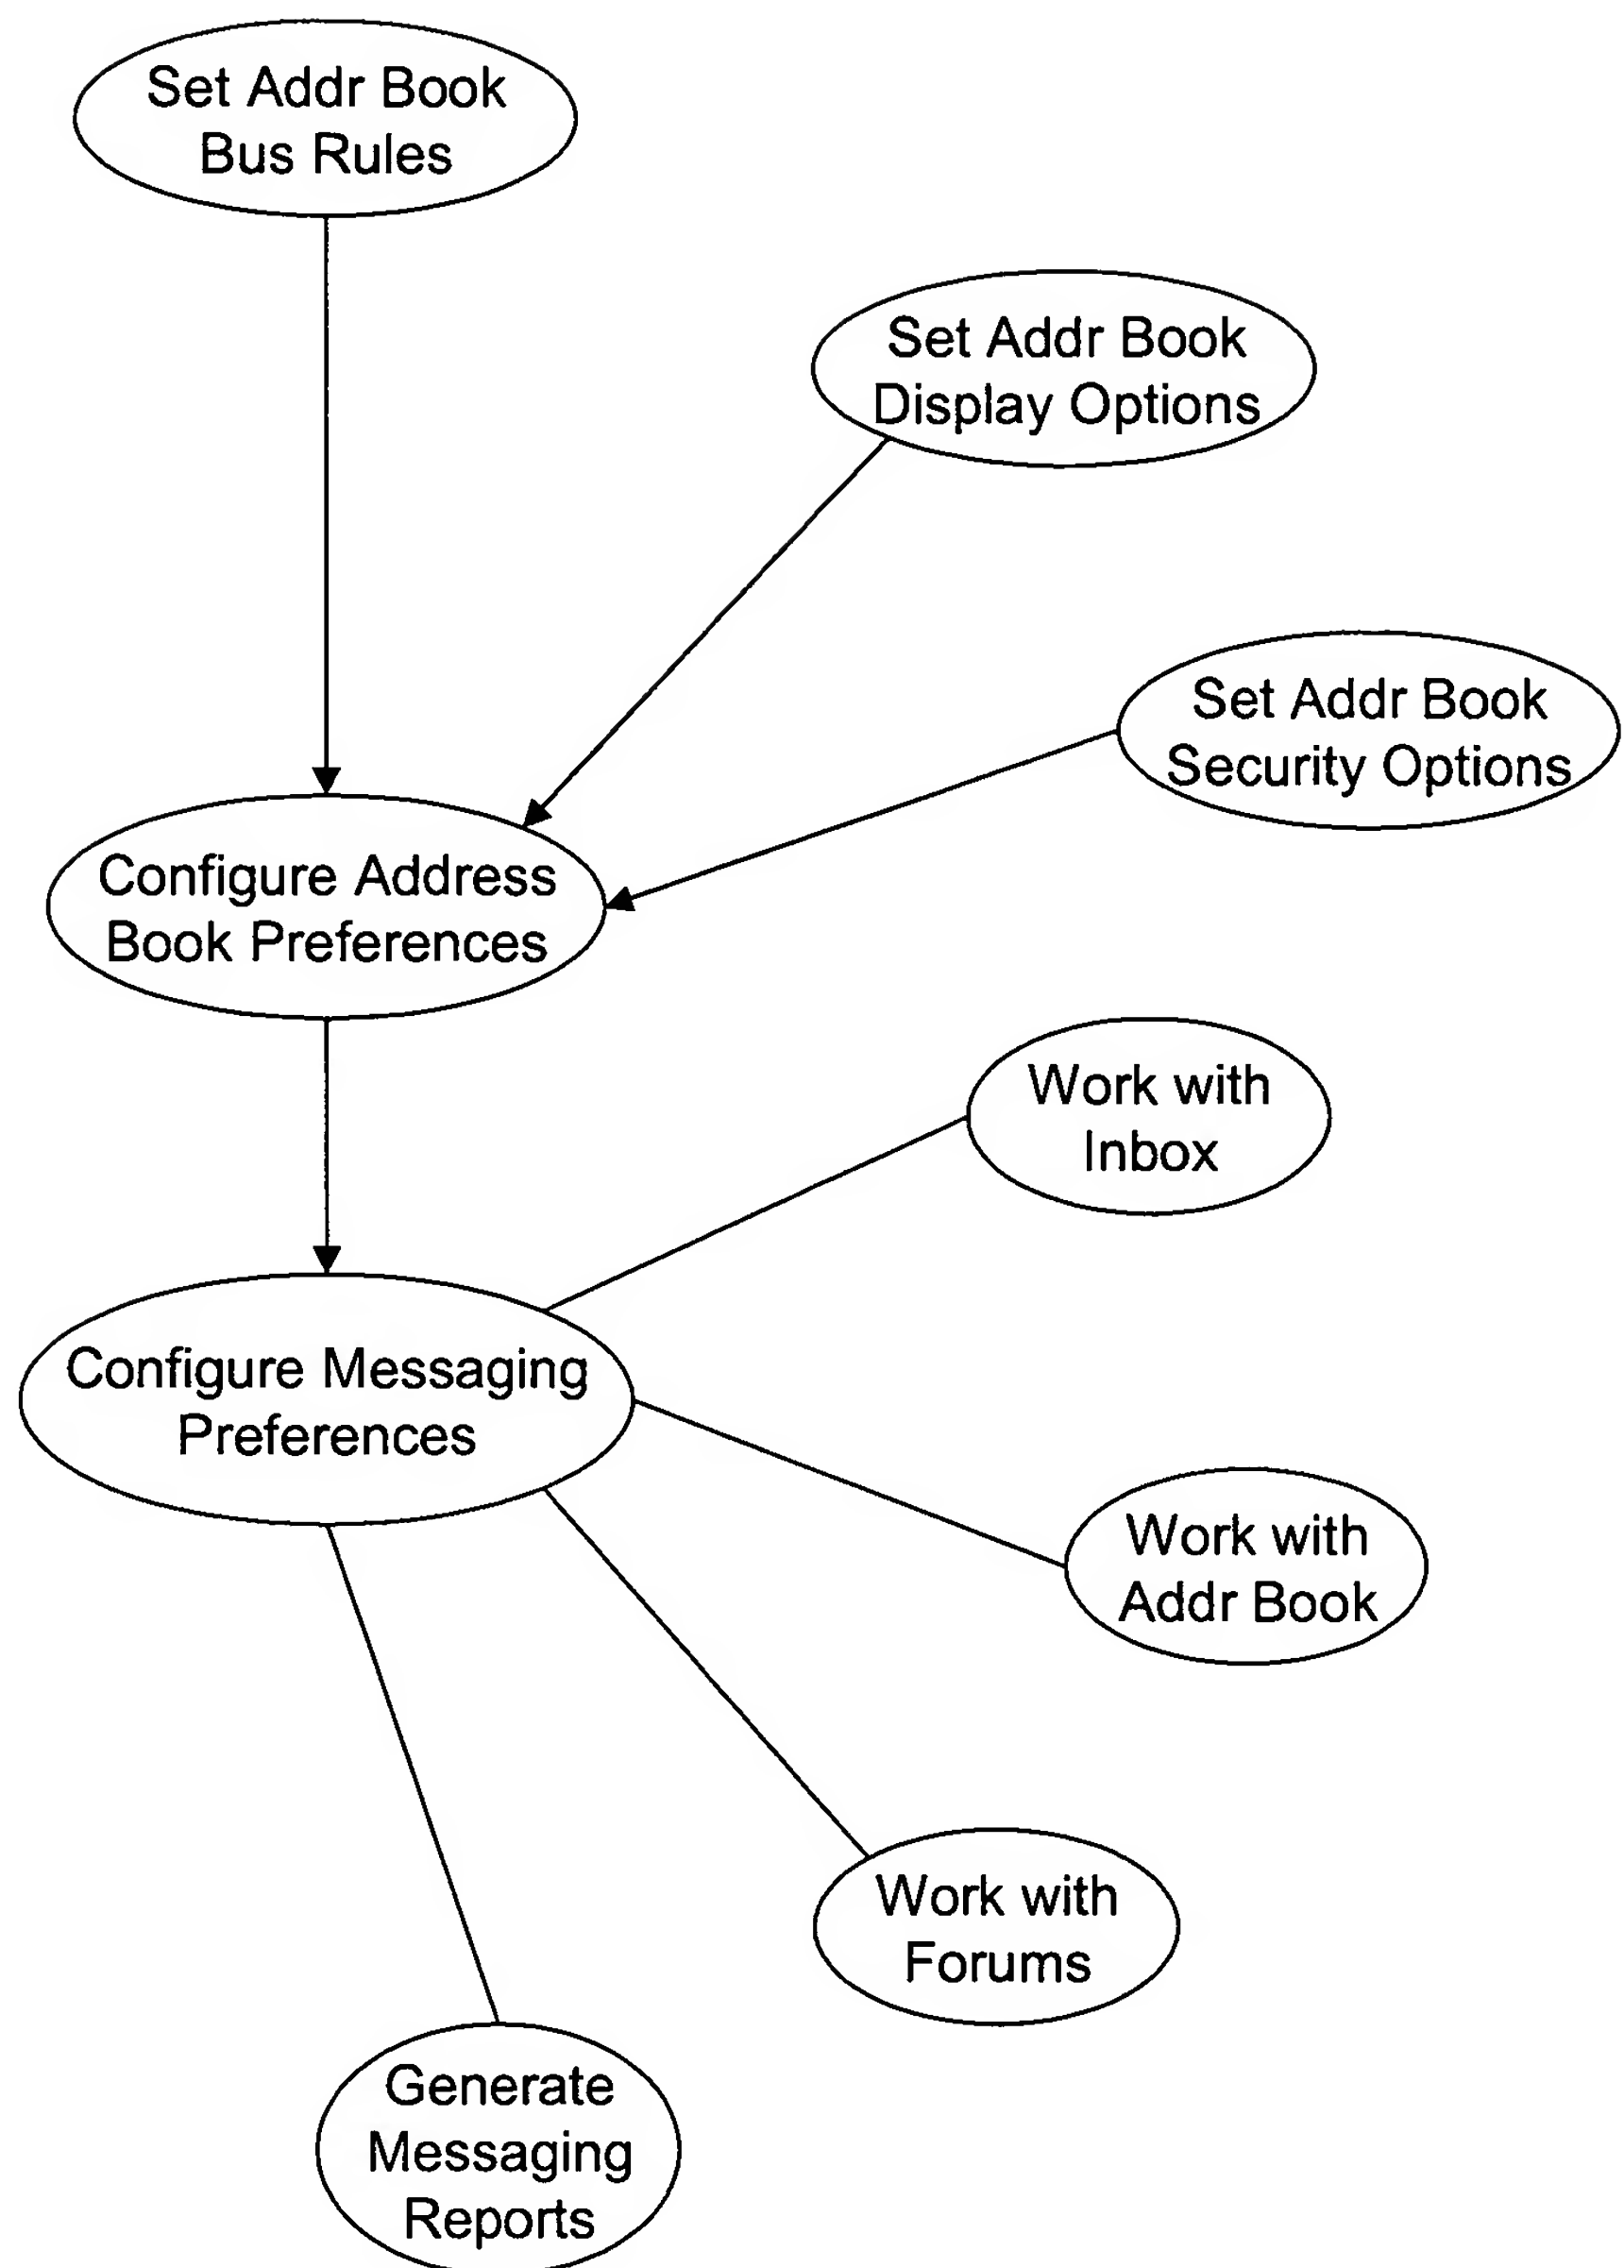 Set Addr Book
Bus Rules
Set Addr Book
Display Options
Set Addr Book
Security Options
Configure Address
Book Preferences
Work with
Inbox
Configure Messaging
Preferences
Work with
Addr Book
Work with
Forums
Generate
Messaging
Reports